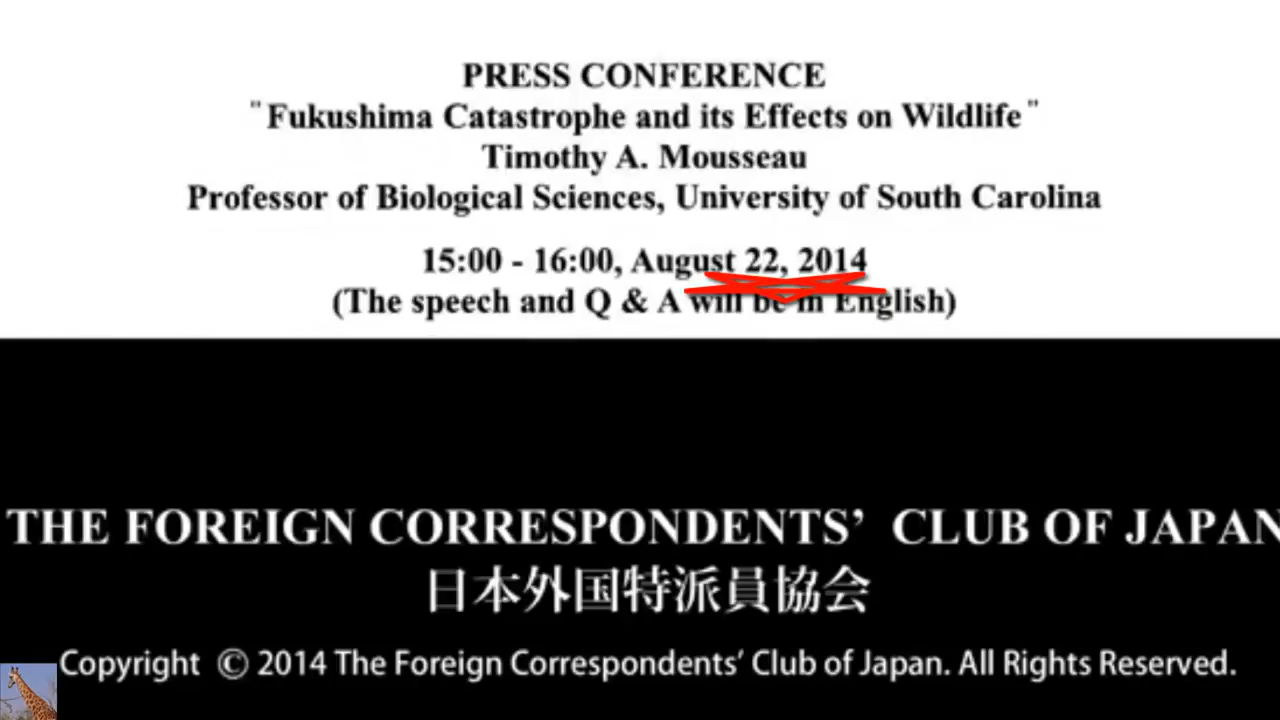 PRESS CONFERENCE
"Fukushima Catastrophe and its Effects on Wildlife"
Timothy A. Mousseau
Professor of Biological Sciences, University of South Carolina
15:00 - 16:00, August 22, 2014
(The speech and Q & A will be in English)
THE FOREIGN CORRESPONDENTS’ CLUB OF JAPAN
日本外国特派員協会
Copyright © 2014 The Foreign Correspondents’ Club of Japan. All Rights Reserved.